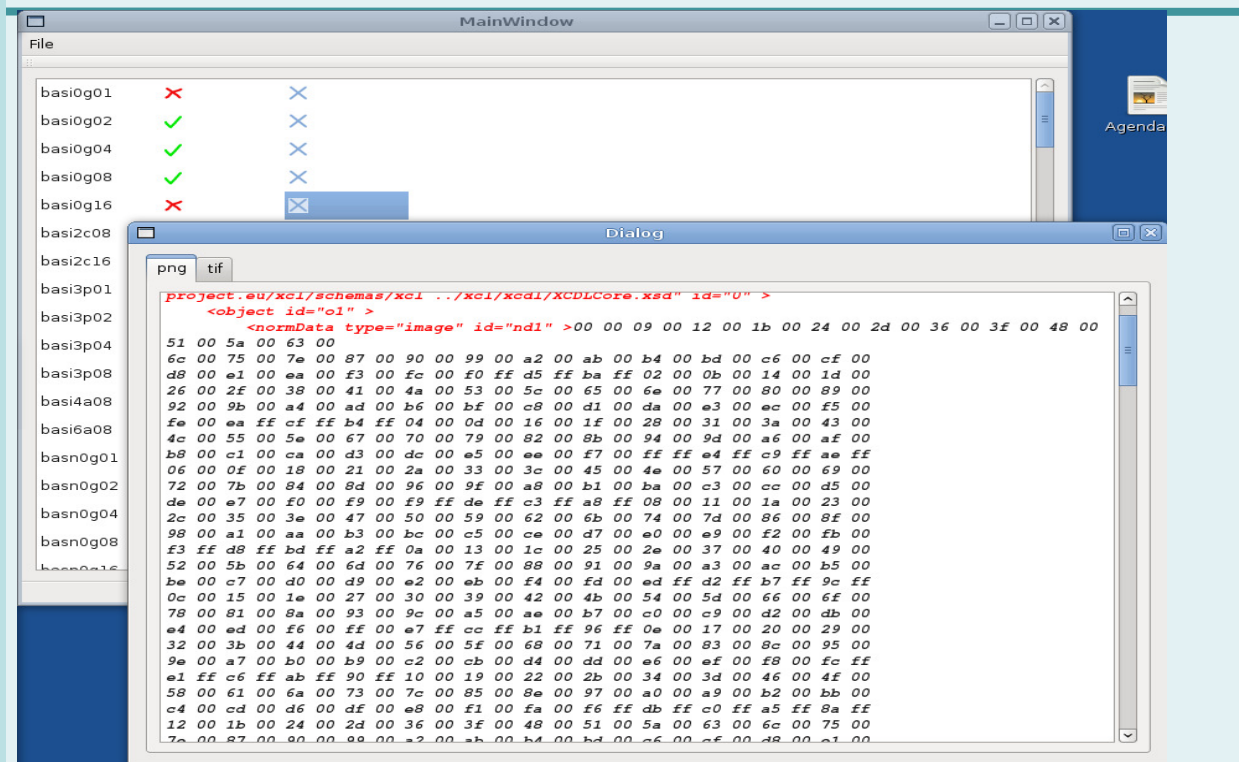 MainWindow
File
basi0g01
basi0g02
basi0g04
basi0g08
basi0g16
basi2c08
basi2c16
basi3p01
basi3p02
basi3p04
basi3p08
basi4a08
basi6a08
basn0g01
basn0g02
basn0g04
basn0g08
basn0g16
Agenda
Dialog
png tif
project.eu/xcl/schemas/xcl ../xcl/xcdl/XCDLCore.xsd" id="0" >
<object id="o1" >
<normData type="image" id="nd1" >00 00 09 00 12 00 1b 00 24 00 2d 00 36 00 3f 00 48 00
51 00 5a 00 63 00
6c 00 75 00 7e 00 87 00 90 00 99 00 a2 00 ab 00 b4 00 bd 00 c6 00 cf 00
d8 00 e1 00 ea 00 f3 00 fc 00 f0 ff d5 ff ba ff 02 00 0b 00 14 00 1d 00
26 00 2f 00 38 00 41 00 4a 00 53 00 5c 00 65 00 6e 00 77 00 80 00 89 00
92 00 9b 00 a4 00 ad 00 b6 00 bf 00 c8 00 d1 00 da 00 e3 00 ec 00 f5 00
fe 00 ea ff cf ff b4 ff 04 00 0d 00 16 00 1f 00 28 00 31 00 3a 00 43 00
4c 00 55 00 5e 00 67 00 70 00 79 00 82 00 8b 00 94 00 9d 00 a6 00 af 00
b8 00 c1 00 ca 00 d3 00 dc 00 e5 00 ee 00 f7 00 ff ff e4 ff c9 ff ae ff
06 00 0f 00 18 00 21 00 2a 00 33 00 3c 00 45 00 4e 00 57 00 60 00 69 00
72 00 7b 00 84 00 8d 00 96 00 9f 00 a8 00 b1 00 ba 00 c3 00 cc 00 d5 00
de 00 e7 00 f0 00 f9 00 f9 ff de ff c3 ff a8 ff 08 00 11 00 1a 00 23 00
2c 00 35 00 3e 00 47 00 50 00 59 00 62 00 6b 00 74 00 7d 00 86 00 8f 00
98 00 a1 00 aa 00 b3 00 bc 00 c5 00 ce 00 d7 00 e0 00 e9 00 f2 00 fb 00
f3 ff d8 ff bd ff a2 ff 0a 00 13 00 1c 00 25 00 2e 00 37 00 40 00 49 00
52 00 5b 00 64 00 6d 00 76 00 7f 00 88 00 91 00 9a 00 a3 00 ac 00 b5 00
be 00 c7 00 d0 00 d9 00 e2 00 eb 00 f4 00 fd 00 ed ff d2 ff b7 ff 9c ff
0c 00 15 00 1e 00 27 00 30 00 39 00 42 00 4b 00 54 00 5d 00 66 00 6f 00
78 00 81 00 8a 00 93 00 9c 00 a5 00 ae 00 b7 00 c0 00 c9 00 d2 00 db 00
e4 00 ed 00 f6 00 ff 00 e7 ff cc ff b1 ff 96 ff 0e 00 17 00 20 00 29 00
32 00 3b 00 44 00 4d 00 56 00 5f 00 68 00 71 00 7a 00 83 00 8c 00 95 00
9e 00 a7 00 b0 00 b9 00 c2 00 cb 00 d4 00 dd 00 e6 00 ef 00 f8 00 fc ff
e1 ff c6 ff ab ff 90 ff 10 00 19 00 22 00 2b 00 34 00 3d 00 46 00 4f 00
58 00 61 00 6a 00 73 00 7c 00 85 00 8e 00 97 00 a0 00 a9 00 b2 00 bb 00
c4 00 cd 00 d6 00 df 00 e8 00 f1 00 fa 00 f6 ff db ff c0 ff a5 ff 8a ff
12 00 1b 00 24 00 2d 00 36 00 3f 00 48 00 51 00 5a 00 63 00 6c 00 75 00
7e 00 87 00 90 00 99 00 a2 00 ab 00 b4 00 bd 00 c6 00 cf 00 d8 00 e1 00